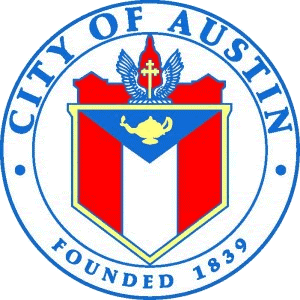 CITY OF AUSTIN
FOUNDED 1839